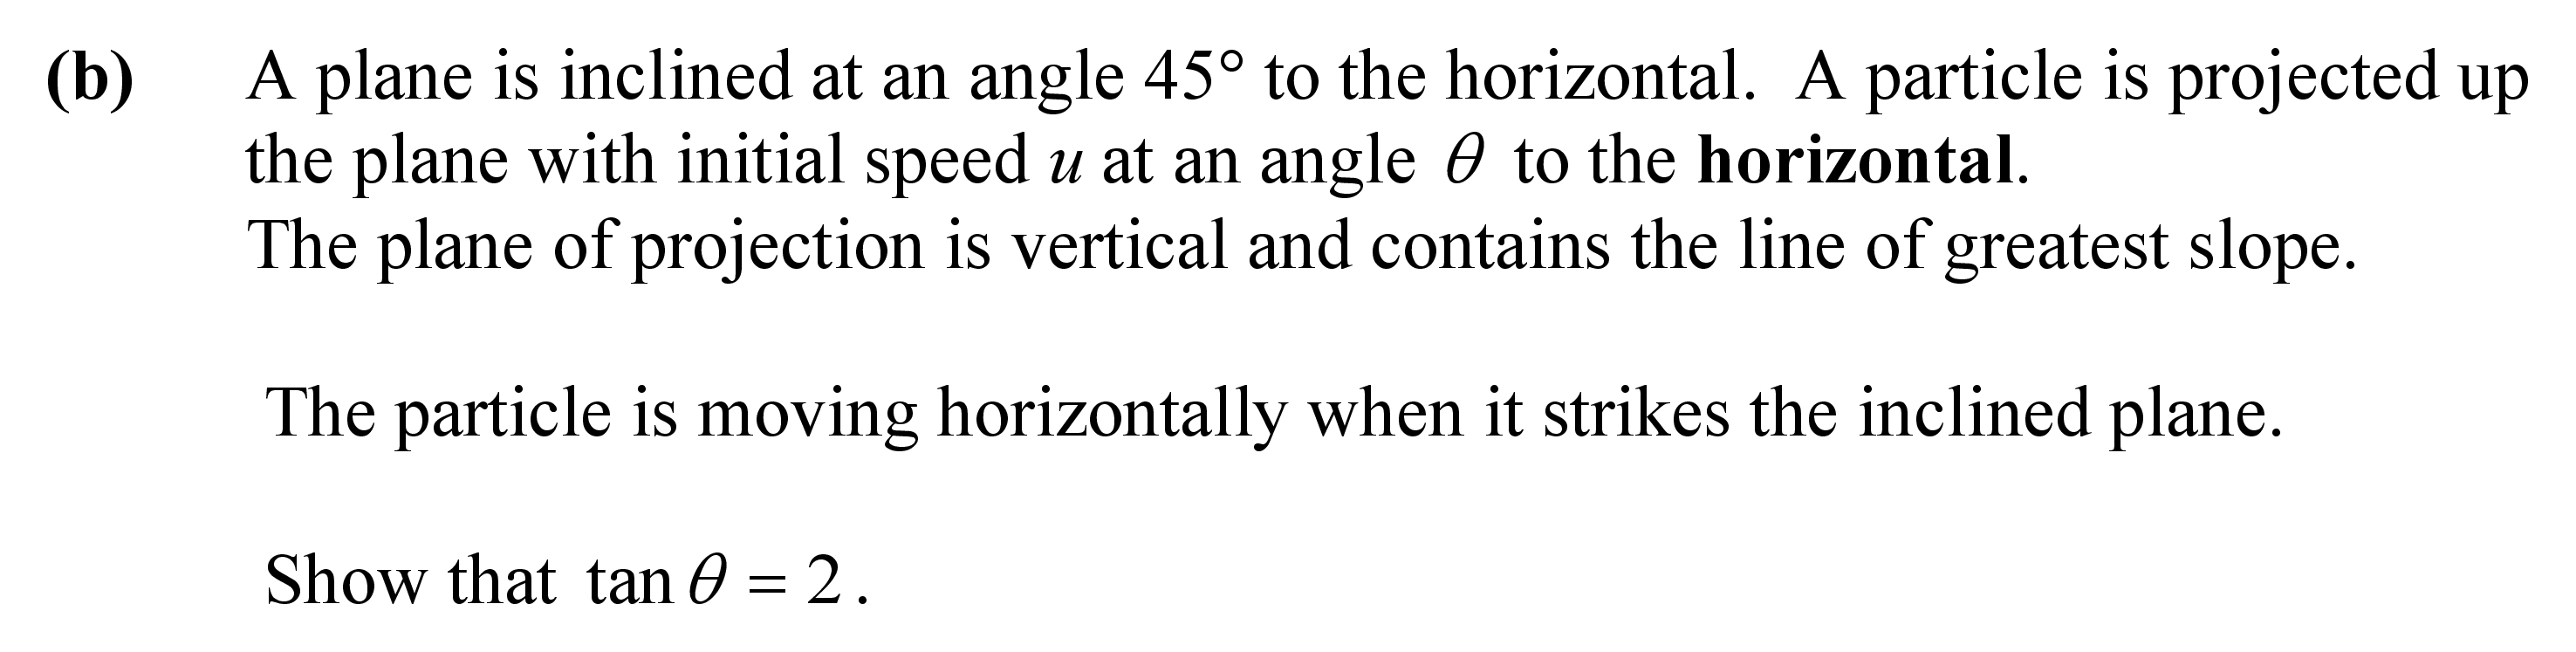 (b) A plane is inclined at an angle 45° to the horizontal. A particle is projected up
the plane with initial speed u at an angle θ to the horizontal.
The plane of projection is vertical and contains the line of greatest slope.
The particle is moving horizontally when it strikes the inclined plane.
Show that tan θ = 2.